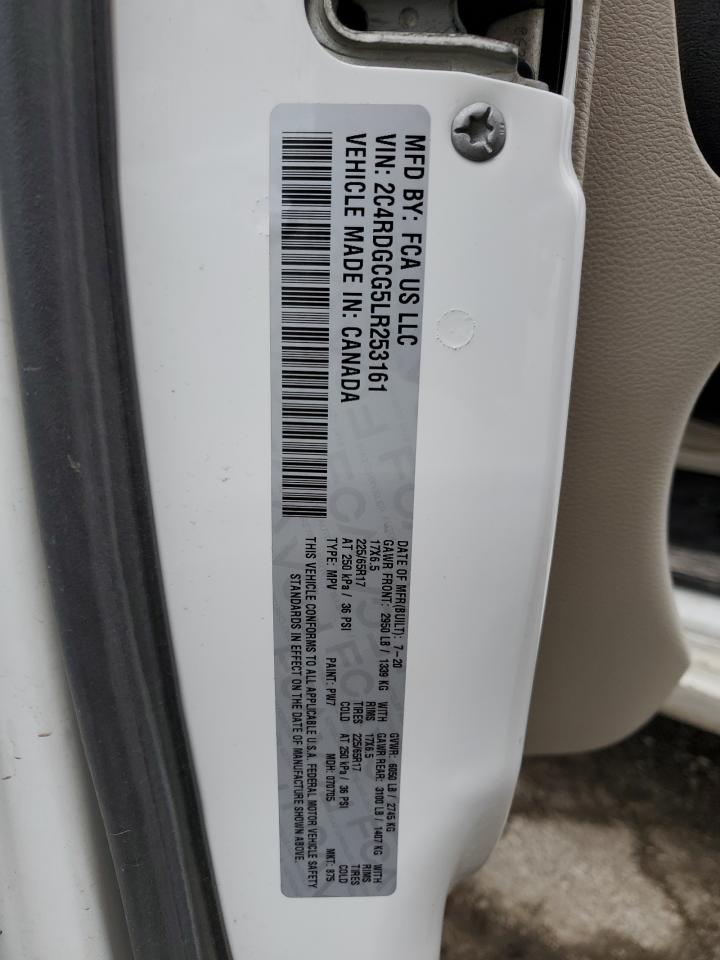 MFD BY: FCA US LLC
VIN: 2C4RDGCG5LR253161
VEHICLE MADE IN: CANADA
DATE OF MFR(BUILT): 7-20 GVWR: 6050 LB / 2745 KG
GAWR FRONT: 2950 LB / 1339 KG WITH GAWR REAR: 3100 LB / 1407 KG WITH
17X6.5 RIMS 17X6.5 RIMS
225/65R17 TIRES 225/65R17 TIRES
AT 250 kPa / 36 PSI COLD AT 250 kPa / 36 PSI COLD
TYPE: MPV PAINT: PW7 MDH: 070705 MKT: 875
THIS VEHICLE CONFORMS TO ALL APPLICABLE U.S.A. FEDERAL MOTOR VEHICLE SAFETY
STANDARDS IN EFFECT ON THE DATE OF MANUFACTURE SHOWN ABOVE.